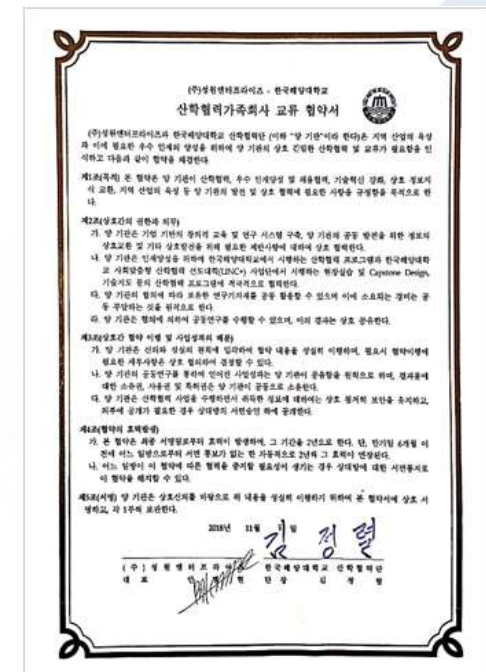 (주)성원엔터프라이즈 - 한국해양대학교
산학협력가족회사 교류 협약서
(주)성원엔터프라이즈과 한국해양대학교 산학협력단 (이하 "양 기관"이라 한다)은 지역 산업의 육성
과 이에 필요한 우수 인재의 양성을 위하여 양 기관의 상호 긴밀한 산학협력 및 교류가 필요함을 인
식하고 다음과 같이 협약을 체결한다.
제1조(목적) 본 협약은 양 기관이 산학협력, 우수 인재양성 및 채용협력, 기술혁신 강화, 상호 정보지
식 교환, 지역 산업의 육성 등 양 기관의 발전 및 상호 협력에 필요한 사항을 규정함을 목적으로 한
다.
제2조(상호간의 권한과 의무)
가. 양 기관은 기업 기반의 창의적 교육 및 연구 시스템 구축, 양 기관의 공동 발전을 위한 정보의
상호교환 및 기타 상호발전을 위해 필요한 제반사항에 대하여 상호 협력한다.
나. 양 기관은 인재양성을 위하여 한국해양대학교에서 시행하는 산학협력 프로그램과 한국해양대학
교 사회맞춤형 산학협력 선도대학(LINC+) 사업단에서 시행하는 현장실습 및 Capstone Design,
기술지도 등의 산학협력 프로그램에 적극적으로 협력한다.
다. 양 기관의 협의에 따라 보유한 연구기자재를 공동 활용할 수 있으며 이에 소요되는 경비는 공
동 부담하는 것을 원칙으로 한다.
라. 양 기관은 협의에 의하여 공동연구를 수행할 수 있으며, 이의 결과는 상호 공유한다.
제3조(상호간 협약 이행 및 사업성과의 배분)
가. 양 기관은 신의와 성실의 원칙에 입각하여 협약 내용을 성실히 이행하며, 필요시 협약이행에
필요한 세부사항은 상호 협의하여 결정할 수 있다.
나. 양 기관의 공동연구를 통하여 얻어진 사업성과는 양 기관이 공유함을 원칙으로 하며, 결과물에
대한 소유권, 사용권 및 특허권은 양 기관이 공동으로 소유한다.
다. 양 기관은 산학협력 사업을 수행하면서 취득한 정보에 대하여는 상호 철저히 보안을 유지하고,
외부에 공개가 필요한 경우 상대방의 서면승인 하에 공개한다.
제4조(협약의 효력발생)
가. 본 협약은 최종 서명일로부터 효력이 발생하며, 그 기간을 2년으로 한다. 단, 만기일 6개월 이
전에 어느 일방으로부터 서면 통보가 없는 한 자동적으로 2년씩 그 효력이 연장된다.
나. 어느 일방이 이 협약에 따른 협력을 중지할 필요성이 생기는 경우 상대방에 대한 서면통지로
이 협약을 해지할 수 있다.
제5조(서명) 양 기관은 상호신의를 바탕으로 위 내용을 성실히 이행하기 위하여 본 협약서에 상호 서
명하고, 각 1부씩 보관한다.
2018년 11월 일
김 정 렬
(주)성원엔터프라이즈 한국해양대학교 산학협력단
대 표 현 단 장 김 정 렬